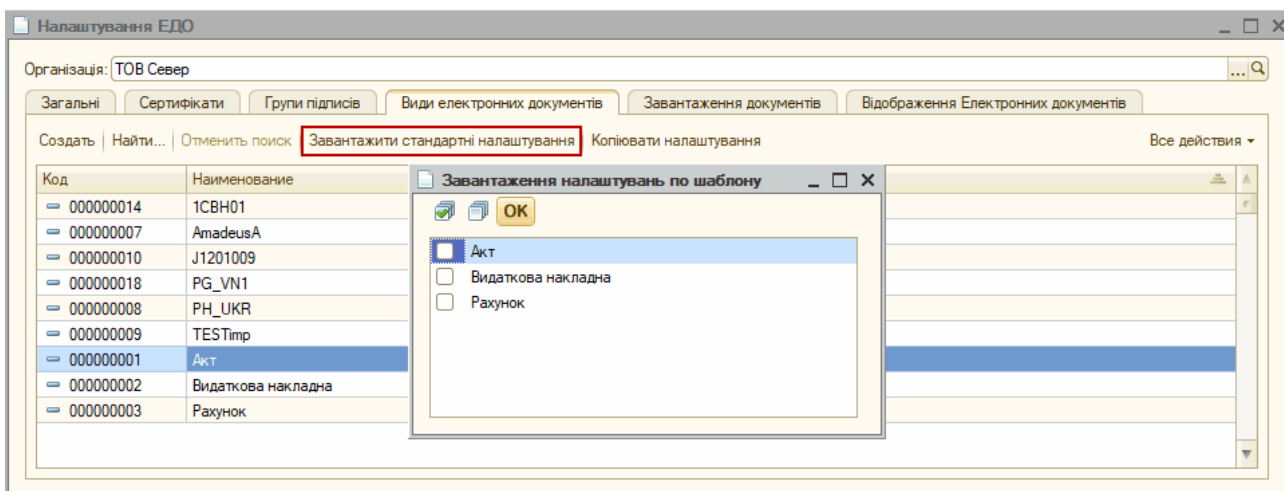 Налаштування ЕДО
Організація: ТОВ Север ...
Загальні Сертифікати Групи підписів Види електронних документів Завантаження документів Відображення Електронних документів
Создать Найти... Отменить поиск Завантажити стандартні налаштування Копіювати налаштування Все действия
Код Наименование
Завантаження налаштувань по шаблону
000000014 1CBH01
OK
000000007 AmadeusA
Акт
000000010 J1201009
Видаткова накладна
000000018 PG_VN1
Рахунок
000000008 PH_UKR
000000009 TESTimp
000000001 Акт
000000002 Видаткова накладна
000000003 Рахунок